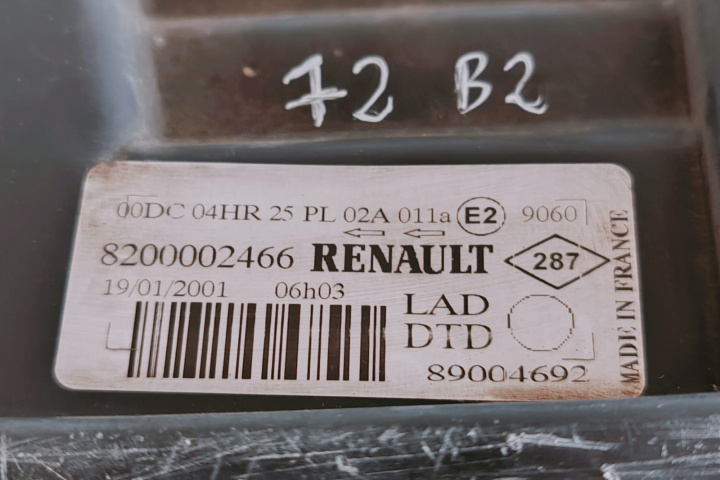 72 B2
00DC 04HR 25 PL 02A 011a E2 9060
8200002466 RENAULT 287
19/01/2001 06h03
LAD
DTD
89004692
MADE IN FRANCE